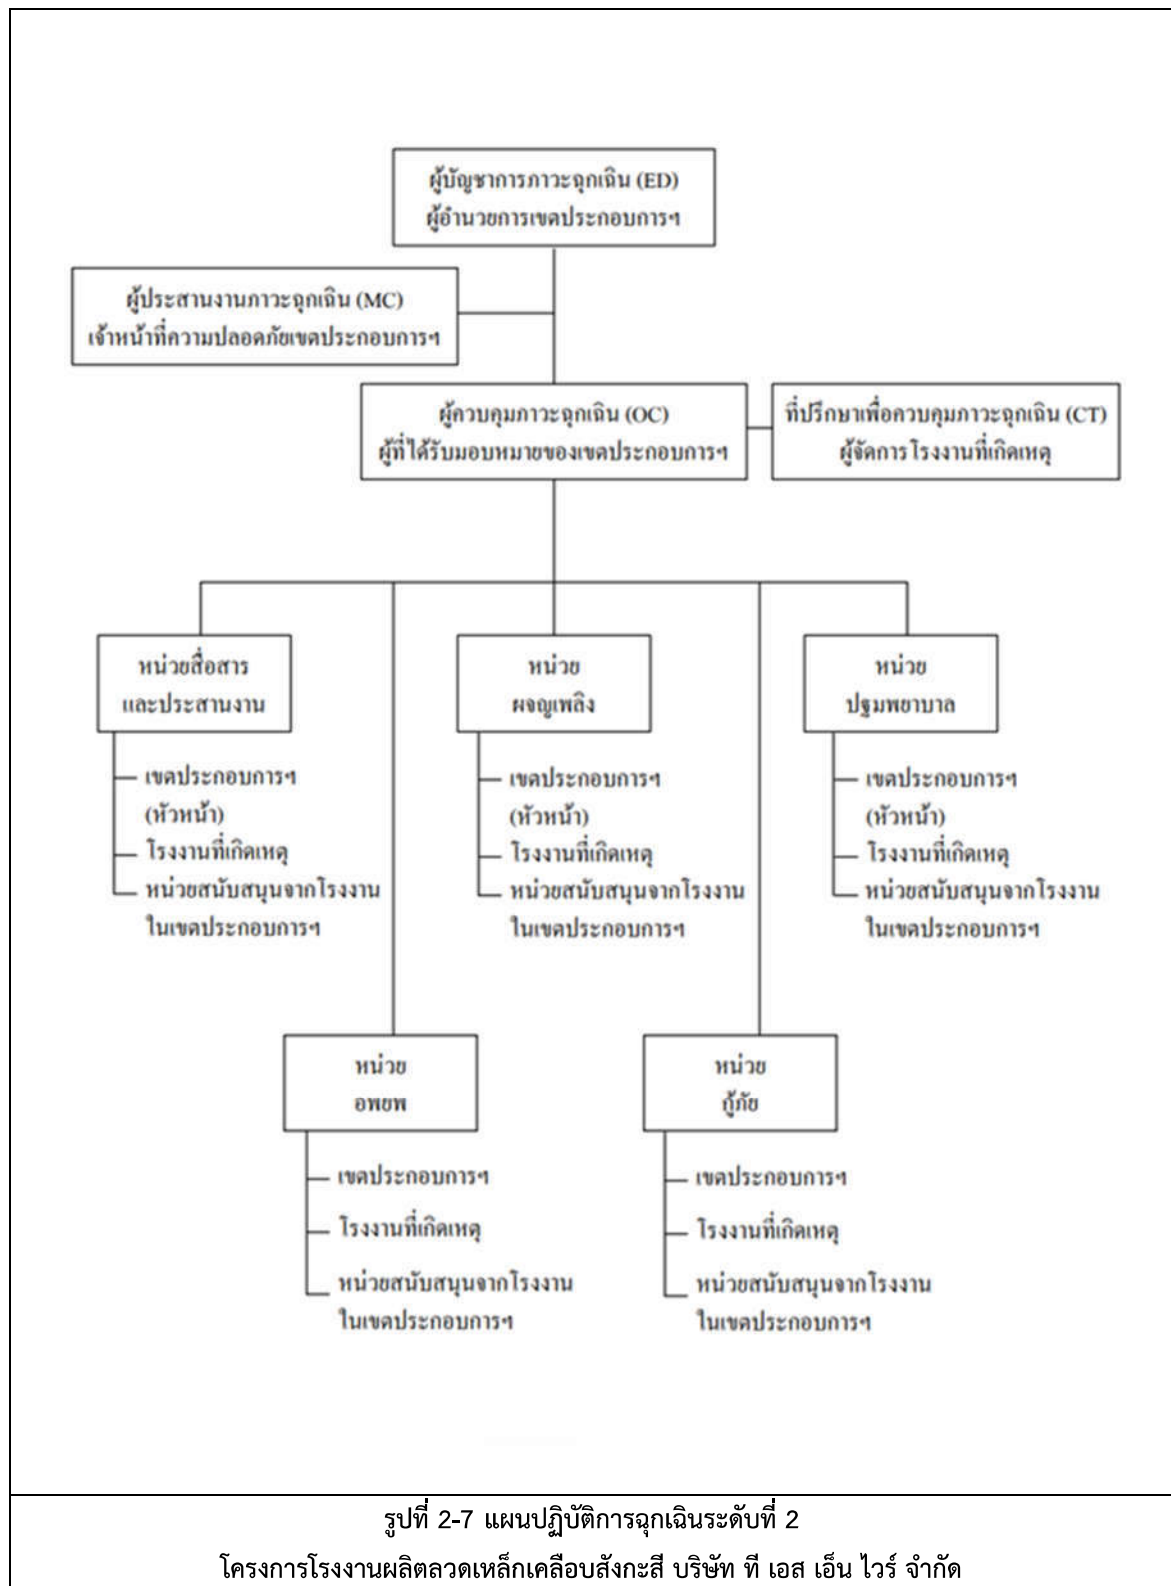 ผู้บัญชาการภาวะฉุกเฉิน (ED)
ผู้อำนวยการเขตประกอบการฯ
ผู้ประสานงานภาวะฉุกเฉิน (MC)
เจ้าหน้าที่ความปลอดภัยเขตประกอบการฯ
ผู้ควบคุมภาวะฉุกเฉิน (OC)
ผู้ที่ได้รับมอบหมายของเขตประกอบการฯ
ที่ปรึกษาเพื่อควบคุมภาวะฉุกเฉิน (CT)
ผู้จัดการโรงงานที่เกิดเหตุ
หน่วยสื่อสาร
และประสานงาน
เขตประกอบการฯ
(หัวหน้า)
โรงงานที่เกิดเหตุ
หน่วยสนับสนุนจากโรงงาน
ในเขตประกอบการฯ
หน่วย
ผจญเพลิง
เขตประกอบการฯ
(หัวหน้า)
โรงงานที่เกิดเหตุ
หน่วยสนับสนุนจากโรงงาน
ในเขตประกอบการฯ
หน่วย
ปฐมพยาบาล
เขตประกอบการฯ
(หัวหน้า)
โรงงานที่เกิดเหตุ
หน่วยสนับสนุนจากโรงงาน
ในเขตประกอบการฯ
หน่วย
อพยพ
เขตประกอบการฯ
โรงงานที่เกิดเหตุ
หน่วยสนับสนุนจากโรงงาน
ในเขตประกอบการฯ
หน่วย
กู้ภัย
เขตประกอบการฯ
โรงงานที่เกิดเหตุ
หน่วยสนับสนุนจากโรงงาน
ในเขตประกอบการฯ
รูปที่ 2-7 แผนปฏิบัติการฉุกเฉินระดับที่ 2
โครงการโรงงานผลิตลวดเหล็กเคลือบสังกะสี บริษัท ที เอส เอ็น ไวร์ จำกัด